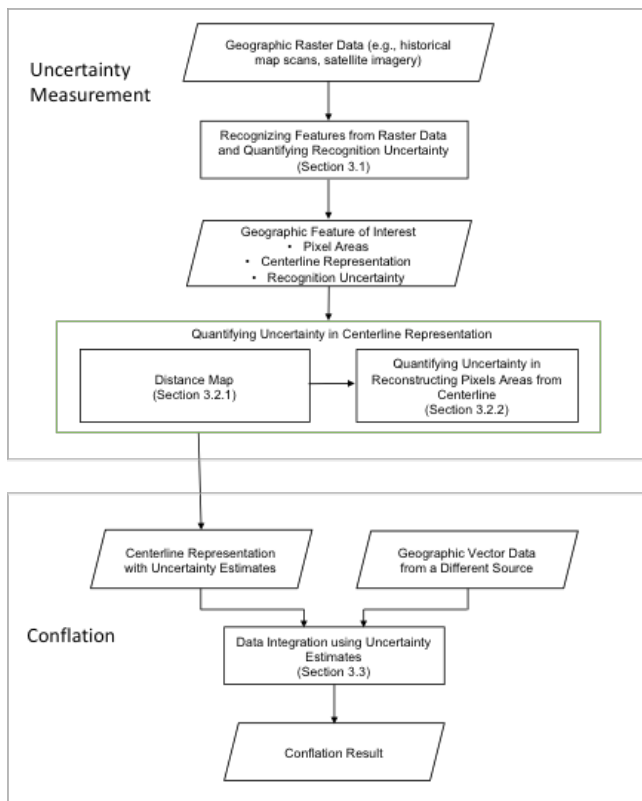 Uncertainty
Measurement
Geographic Raster Data (e.g., historical
map scans, satellite imagery)
Recognizing Features from Raster Data
and Quantifying Recognition Uncertainty
(Section 3.1)
Geographic Feature of Interest
• Pixel Areas
• Centerline Representation
• Recognition Uncertainty
Quantifying Uncertainty in Centerline Representation
Distance Map
(Section 3.2.1)
Quantifying Uncertainty in
Reconstructing Pixels Areas from
Centerline
(Section 3.2.2)
Conflation
Centerline Representation
with Uncertainty Estimates
Geographic Vector Data
from a Different Source
Data Integration using Uncertainty
Estimates
(Section 3.3)
Conflation Result